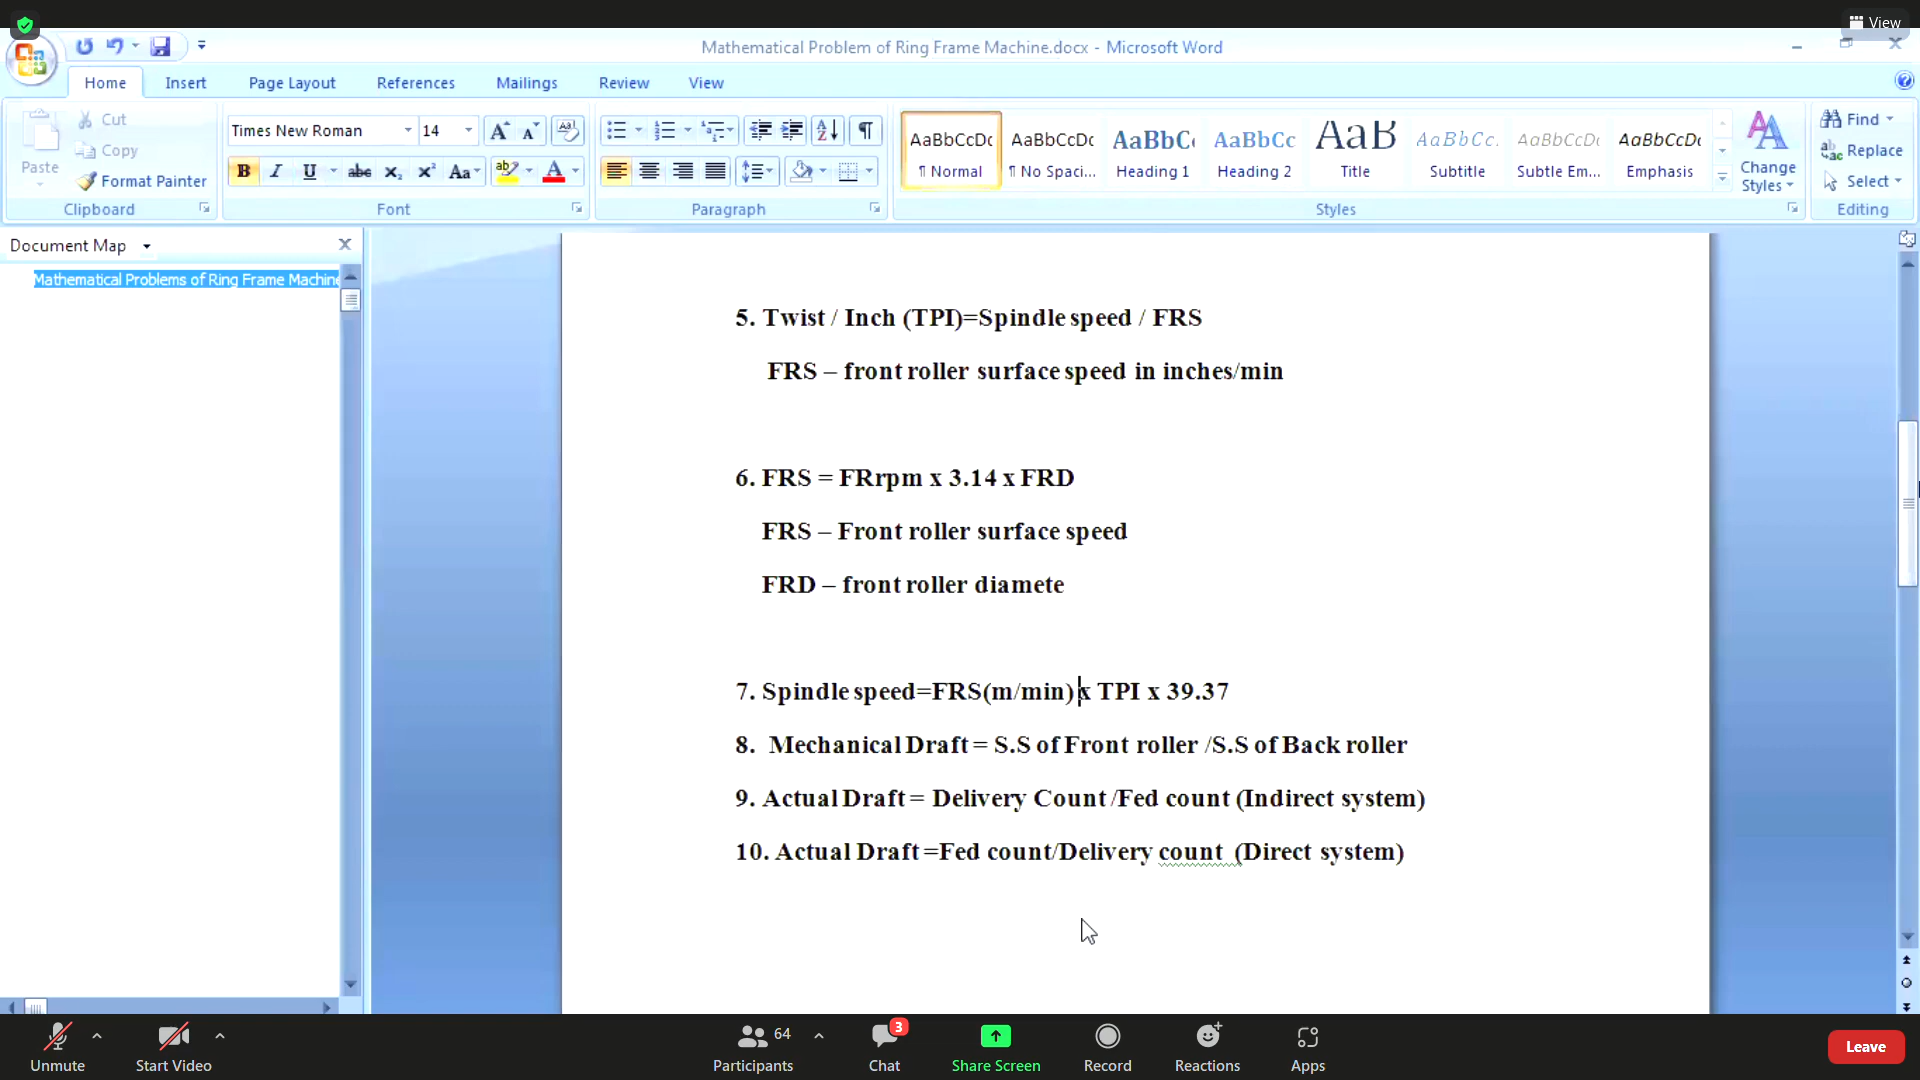 View
Mathematical Problem of Ring Frame Machine.docx - Microsoft Word
Home Insert Page Layout References Mailings Review View
Paste
Cut
Copy
Format Painter
Clipboard
Times New Roman 14
B I U abc x₂ x² Aa ab A
Font
Paragraph
AaBbCcDc AaBbCcDc AaBbC AaBbCc AaB AaBbCc. AaBbCcDc AaBbCcDc
¶ Normal ¶ No Spaci... Heading 1 Heading 2 Title Subtitle Subtle Em... Emphasis
Change Styles
Styles
Find
Replace
Select
Editing
Document Map
Mathematical Problems of Ring Frame Machine
5. Twist / Inch (TPI)=Spindle speed / FRS
FRS – front roller surface speed in inches/min
6. FRS = FRrpm x 3.14 x FRD
FRS – Front roller surface speed
FRD – front roller diamete
7. Spindle speed=FRS(m/min) x TPI x 39.37
8. Mechanical Draft = S.S of Front roller /S.S of Back roller
9. Actual Draft = Delivery Count /Fed count (Indirect system)
10. Actual Draft =Fed count/Delivery count (Direct system)
Unmute Start Video Participants 64 Chat 3 Share Screen Record Reactions Apps Leave